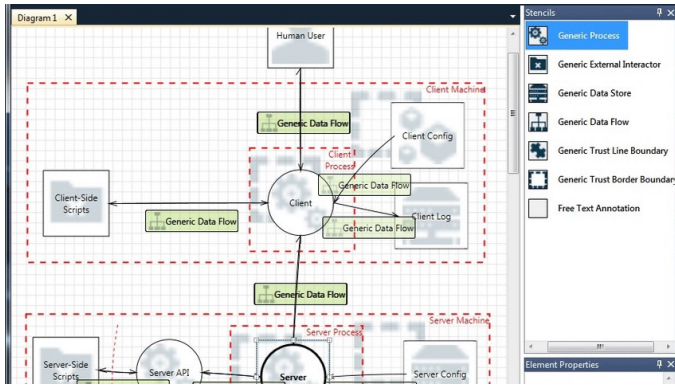 Diagram 1
Stencils
Human User
Generic Process
Generic External Interactor
Client Machine
Generic Data Store
Generic Data Flow
Generic Data Flow
Client Config
Client
Process
Generic Trust Line Boundary
Generic Data Flow
Generic Trust Border Boundary
Client-Side
Scripts
Client
Client Log
Free Text Annotation
Generic Data Flow
Generic Data Flow
Generic Data Flow
Server Machine
Server Process
Server-Side
Scripts
Server API
Server
Server Config
Element Properties